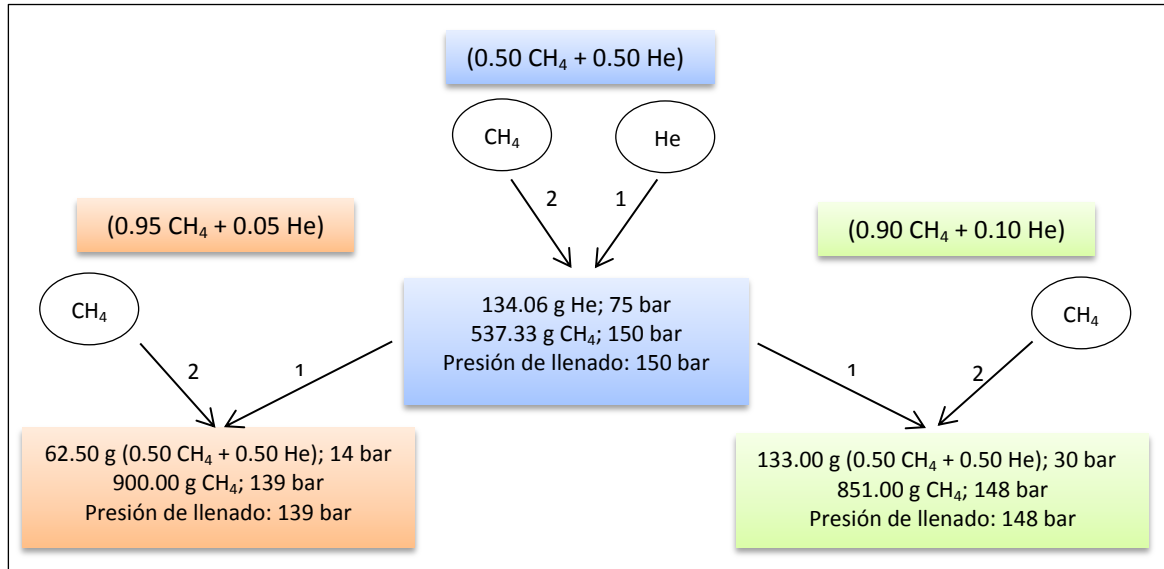 (0.50 CH₄ + 0.50 He)
CH₄
He
2
1
(0.95 CH₄ + 0.05 He)
(0.90 CH₄ + 0.10 He)
CH₄
134.06 g He; 75 bar
537.33 g CH₄; 150 bar
Presión de llenado: 150 bar
CH₄
2
1
1
2
62.50 g (0.50 CH₄ + 0.50 He); 14 bar
900.00 g CH₄; 139 bar
Presión de llenado: 139 bar
133.00 g (0.50 CH₄ + 0.50 He); 30 bar
851.00 g CH₄; 148 bar
Presión de llenado: 148 bar